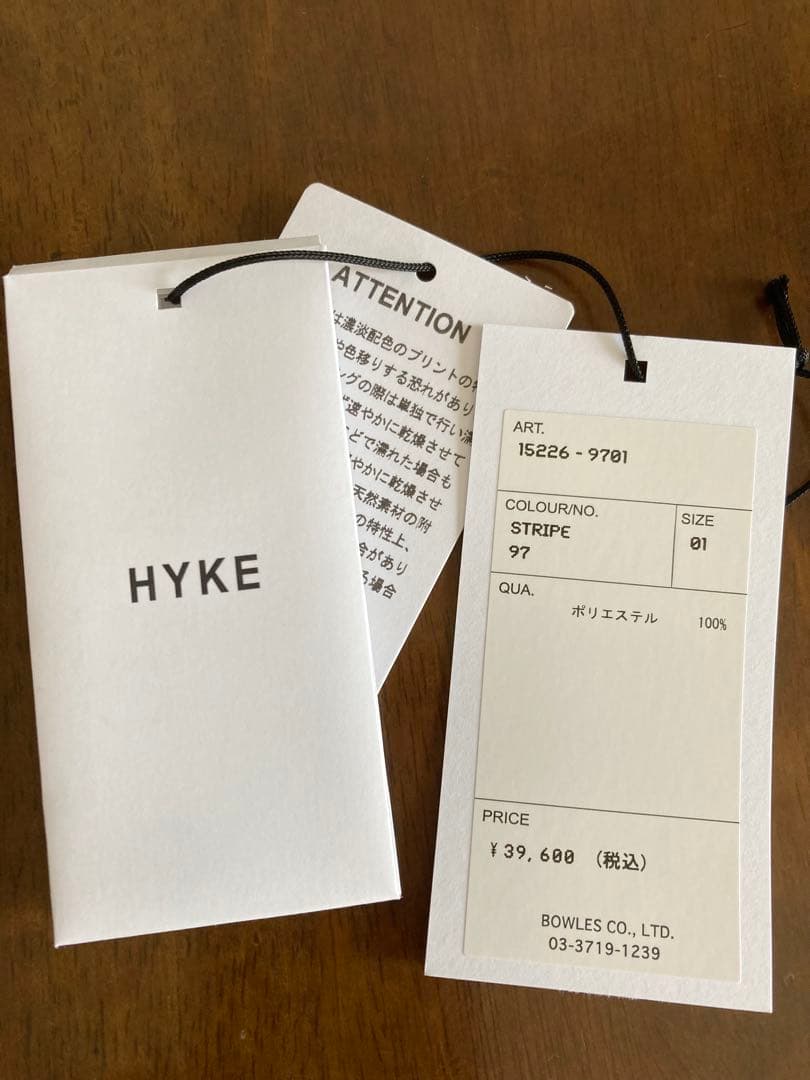 HYKE
ATTENTION
は濃淡配色のプリントの特
や色移りする恐れがあり
ングの際は単独で行い濡
速やかに乾燥させて
どで濡れた場合も
やかに乾燥させ
天然素材の附
の特性上、
合があり
る場合
ART.
15226-9701
COLOUR/NO.
STRIPE
97
SIZE
01
QUA.
ポリエステル 100%
PRICE
¥39,600 (税込)
BOWLES CO., LTD.
03-3719-1239